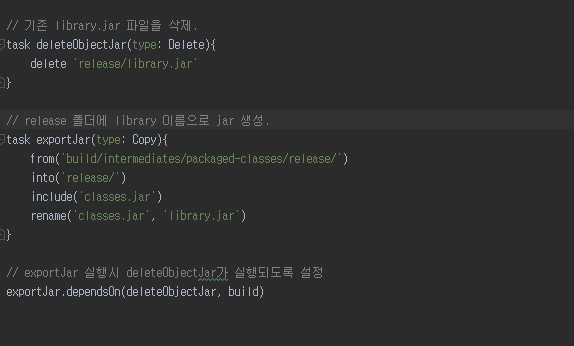 // 기존 library.jar 파일을 삭제.
task deleteObjectJar(type: Delete){
    delete 'release/library.jar'
}
// release 폴더에 library 이름으로 jar 생성.
task exportJar(type: Copy){
    from('build/intermediates/packaged-classes/release/')
    into('release/')
    include('classes.jar')
    rename('classes.jar', 'library.jar')
}
// exportJar 실행시 deleteObjectJar가 실행되도록 설정
exportJar.dependsOn(deleteObjectJar, build)